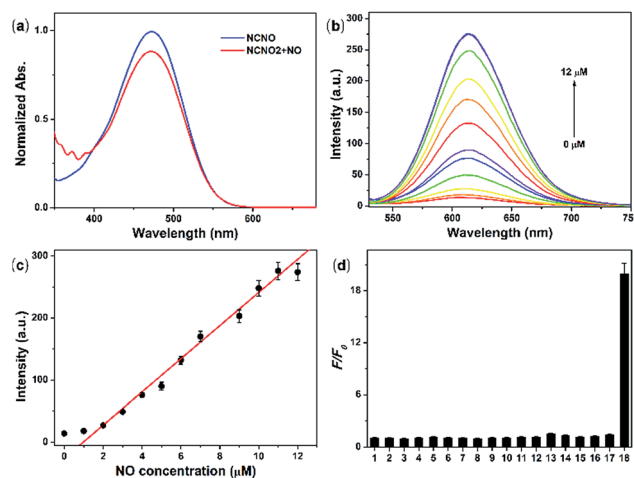 (a)
NCNO
NCNO2+NO
Normalized Abs.
1.0
0.5
0.0
400 500 600
Wavelength (nm)
(b)
Intensity (a.u.)
300
250
200
150
100
50
0
12 μM
0 μM
550 600 650 700 75
Wavelength (nm)
(c)
Intensity (a.u.)
300
200
100
0
0 2 4 6 8 10 12
NO concentration (μM)
(d)
F/F0
18
12
6
0
1 2 3 4 5 6 7 8 9 10 11 12 13 14 15 16 17 18